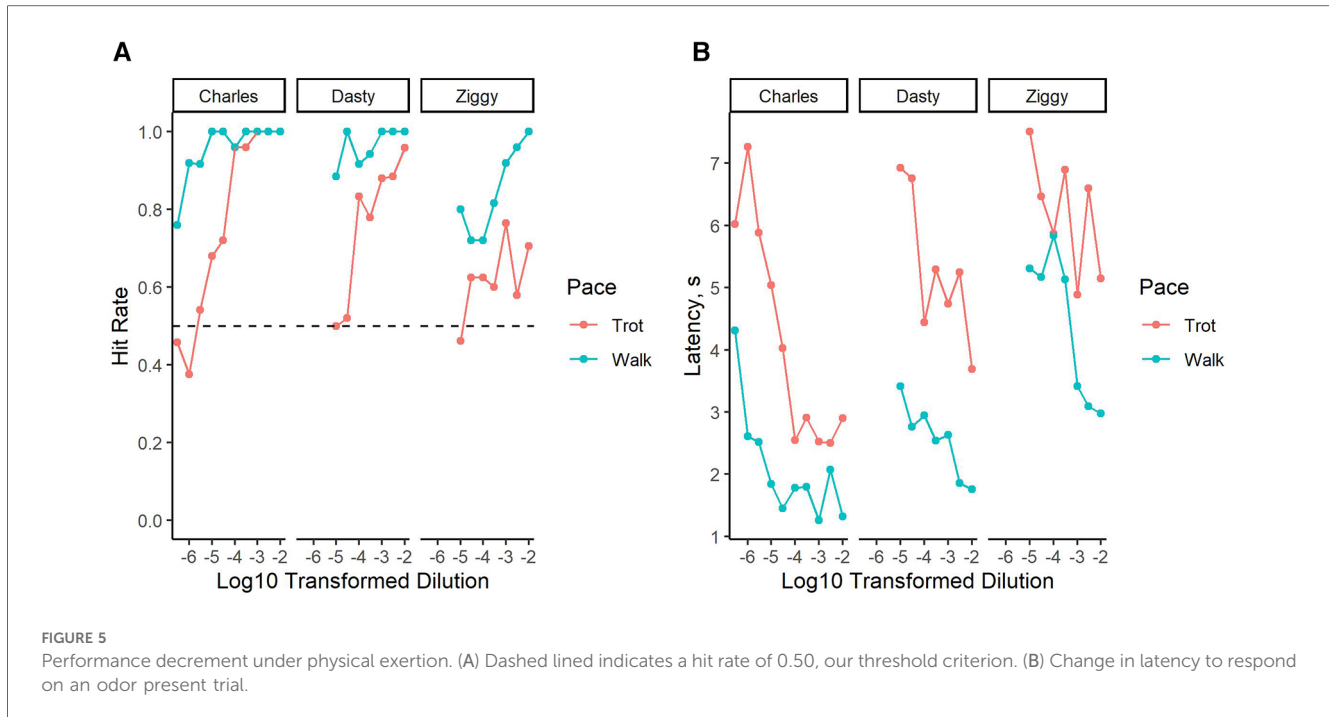 A
B
Charles
Dasty
Ziggy
Charles
Dasty
Ziggy
1.0
0.8
0.6
0.4
0.2
0.0
Hit Rate
-6 -5 -4 -3 -2
-6 -5 -4 -3 -2
-6 -5 -4 -3 -2
Log10 Transformed Dilution
Pace
Trot
Walk
7
6
5
4
3
2
1
Latency, s
-6 -5 -4 -3 -2
-6 -5 -4 -3 -2
-6 -5 -4 -3 -2
Log10 Transformed Dilution
Pace
Trot
Walk
FIGURE 5
Performance decrement under physical exertion. (A) Dashed lined indicates a hit rate of 0.50, our threshold criterion. (B) Change in latency to respond
on an odor present trial.